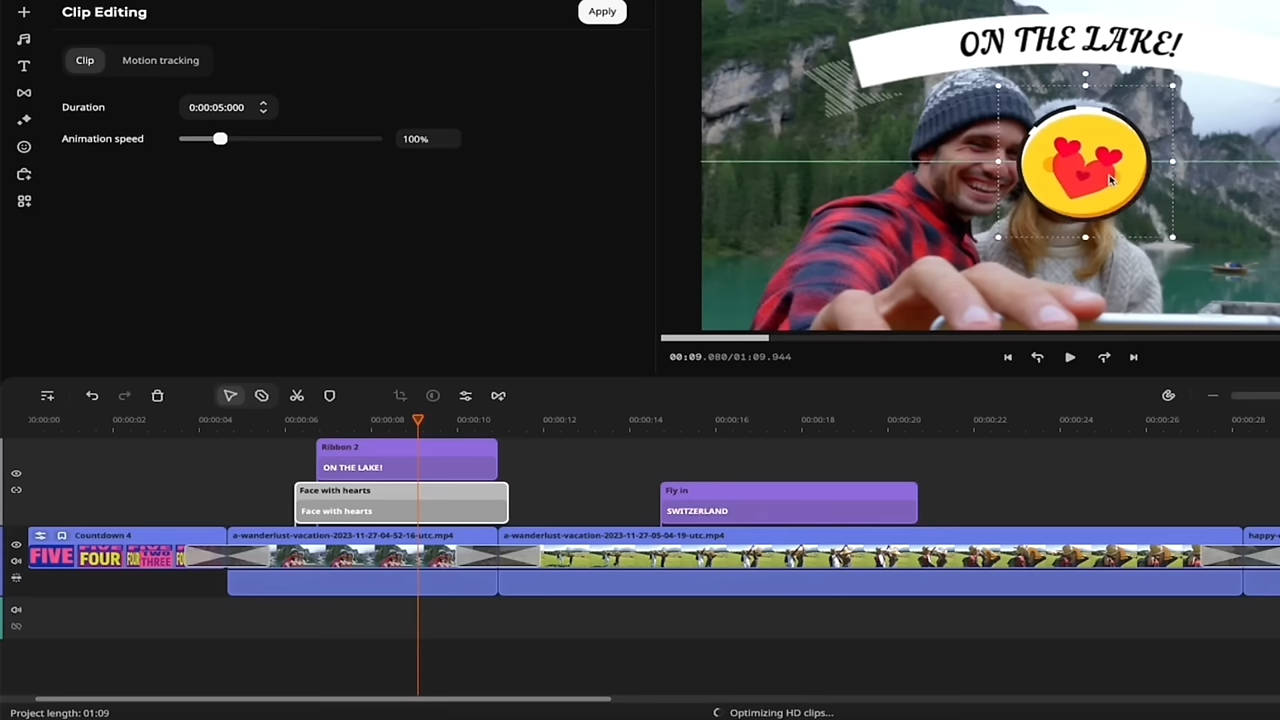 Clip Editing
Apply
ON THE LAKE!
Clip
Motion tracking
Duration
0:00:05:000
Animation speed
100%
00:09.080/01:09.944
00:00:00
00:00:02
00:00:04
00:00:06
00:00:08
00:00:10
00:00:12
00:00:14
00:00:16
00:00:18
00:00:20
00:00:22
00:00:24
00:00:26
00:00:28
Ribbon 2
ON THE LAKE!
Face with hearts
Face with hearts
Fly in
SWITZERLAND
Countdown 4
a-wanderlust-vacation-2023-11-27-04-52-16-utc.mp4
a-wanderlust-vacation-2023-11-27-05-04-19-utc.mp4
happy-
FIVE
FOUR
TWO
THREE
Project length: 01:09
Optimizing HD clips...